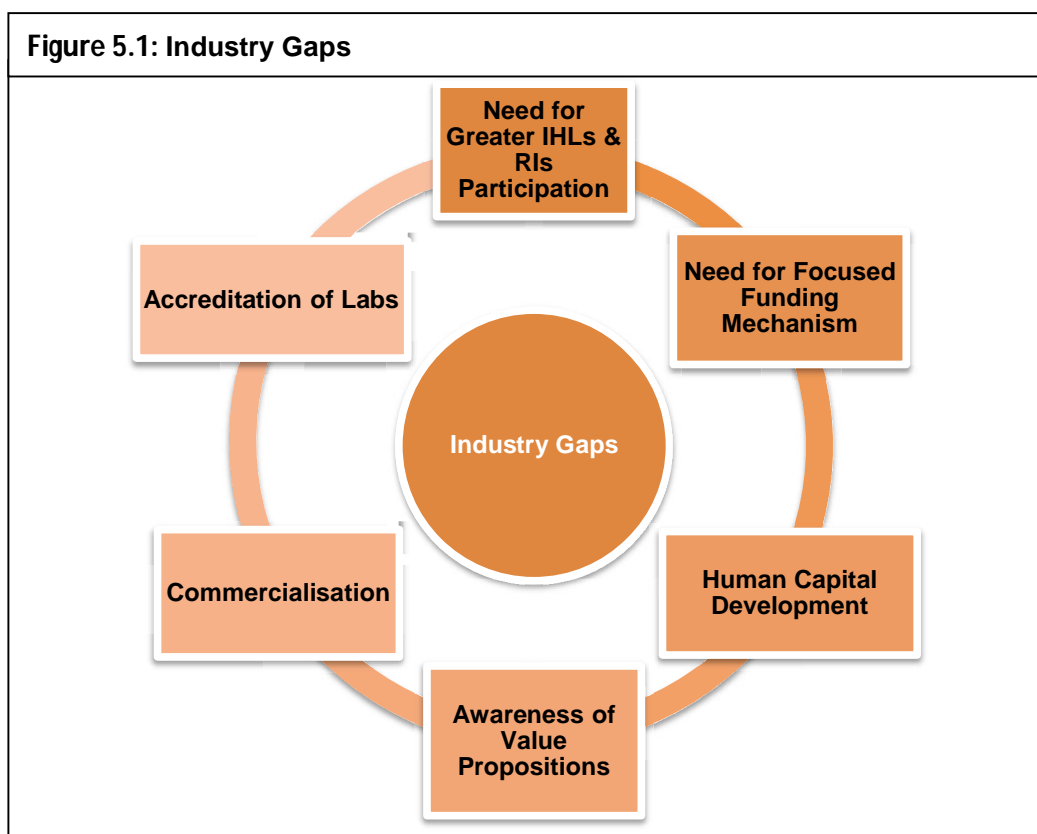 Figure 5.1: Industry Gaps
Need for
Greater IHLs &
RIs
Participation
Need for Focused
Funding
Mechanism
Human Capital
Development
Awareness of
Value
Propositions
Commercialisation
Accreditation of Labs
Industry Gaps